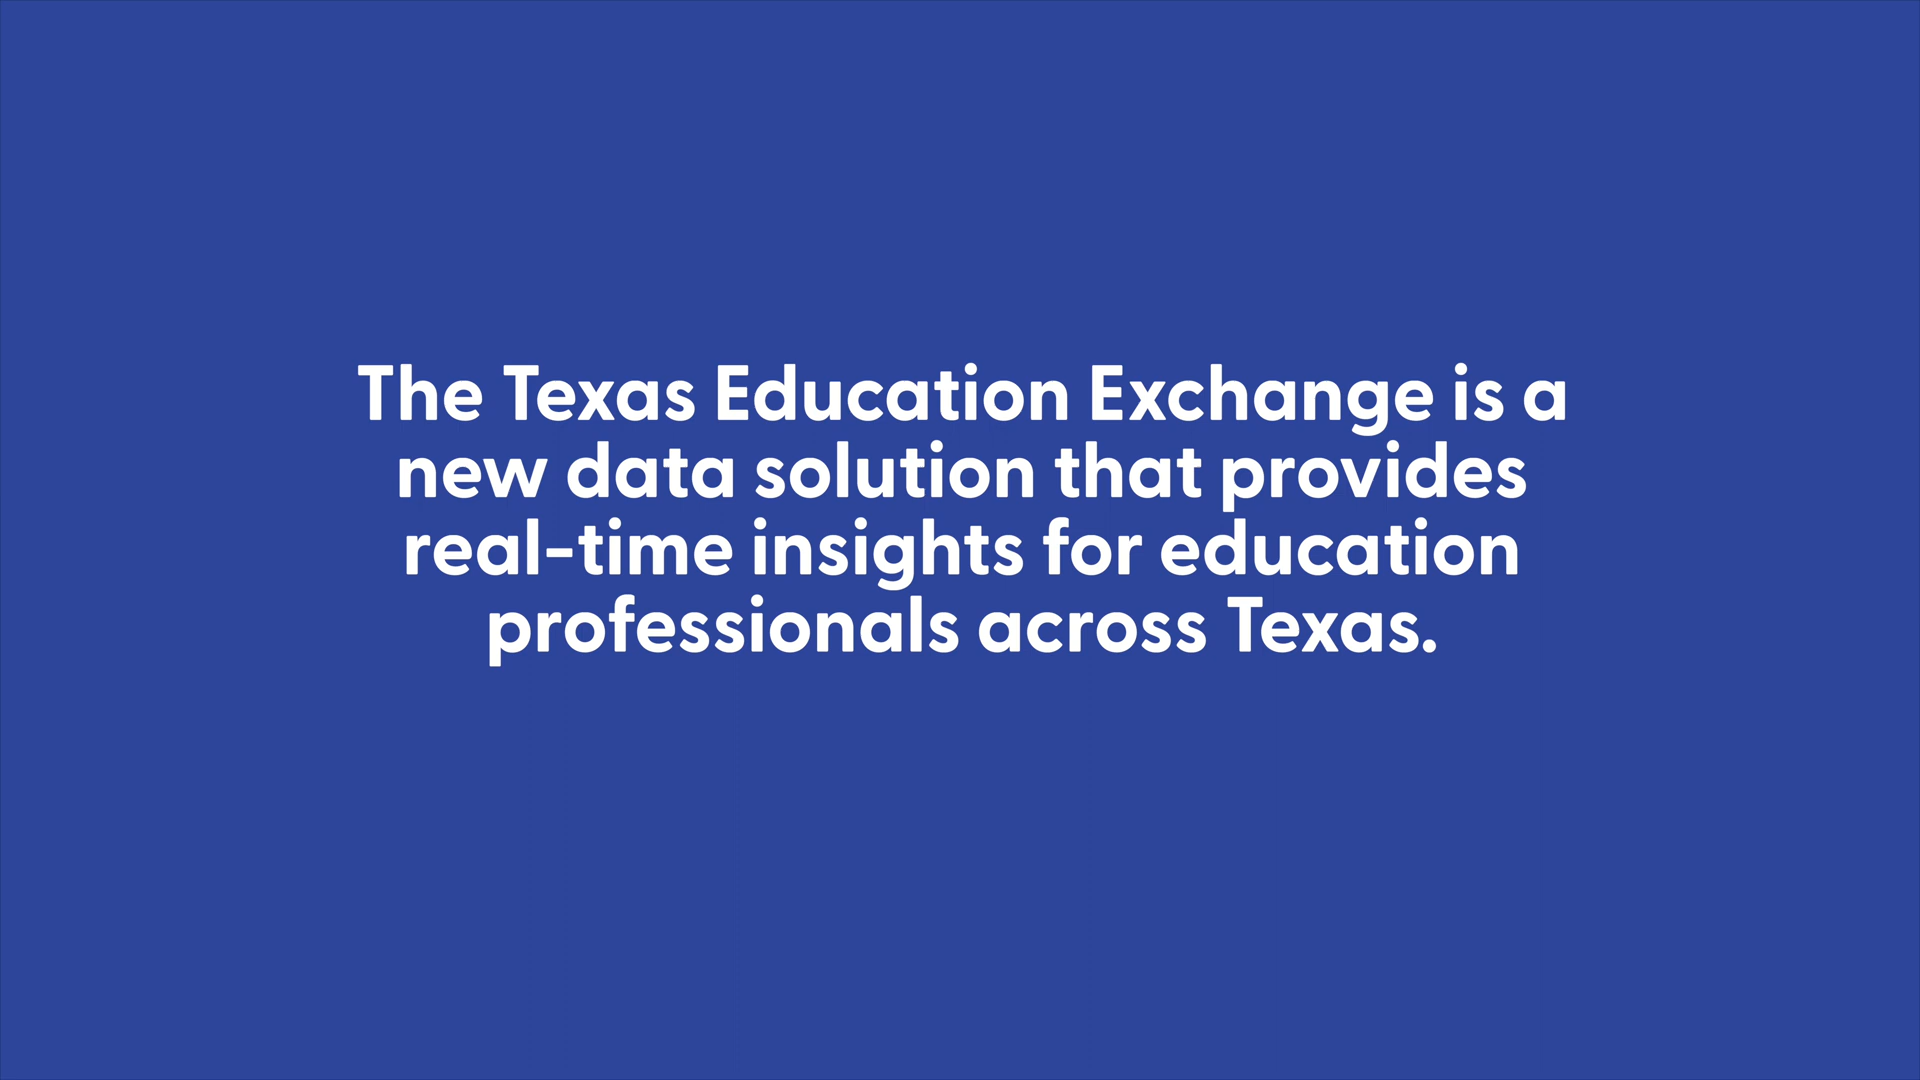 The Texas Education Exchange is a
new data solution that provides
real-time insights for education
professionals across Texas.